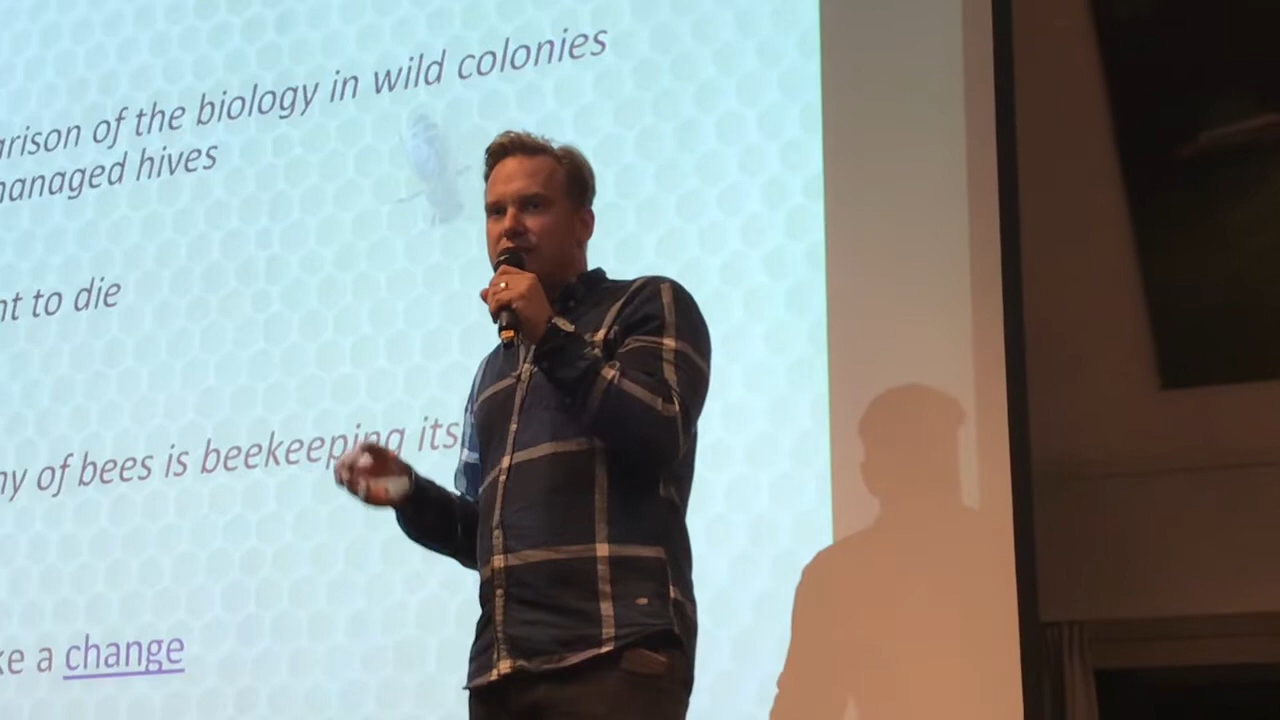 arison of the biology in wild colonies
managed hives
nt to die
ny of bees is beekeeping its
ke a change